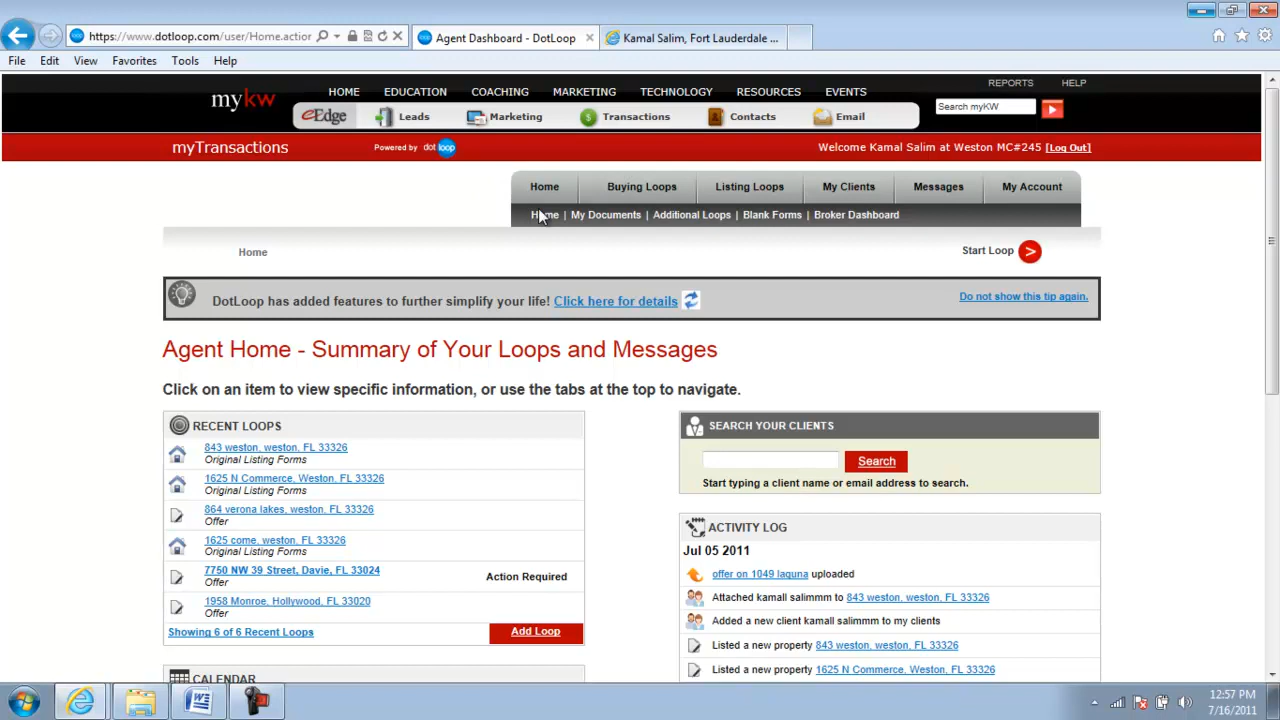 https://www.dotloop.com/user/Home.action
Agent Dashboard - DotLoop
Kamal Salim, Fort Lauderdale ...
File Edit View Favorites Tools Help
REPORTS HELP
mykw
HOME EDUCATION COACHING MARKETING TECHNOLOGY RESOURCES EVENTS
Search myKW
eEdge Leads Marketing Transactions Contacts Email
myTransactions Powered by dot loop Welcome Kamal Salim at Weston MC#245 [Log Out]
Home Buying Loops Listing Loops My Clients Messages My Account
Home | My Documents | Additional Loops | Blank Forms | Broker Dashboard
Home Start Loop >
DotLoop has added features to further simplify your life! Click here for details Do not show this tip again.
Agent Home - Summary of Your Loops and Messages
Click on an item to view specific information, or use the tabs at the top to navigate.
RECENT LOOPS
843 weston, weston, FL 33326
Original Listing Forms
1625 N Commerce, Weston, FL 33326
Original Listing Forms
864 verona lakes, weston, FL 33326
Offer
1625 come, weston, FL 33326
Original Listing Forms
7750 NW 39 Street, Davie, FL 33024
Offer
Action Required
1958 Monroe, Hollywood, FL 33020
Offer
Showing 6 of 6 Recent Loops Add Loop
CALENDAR
SEARCH YOUR CLIENTS
Search
Start typing a client name or email address to search.
ACTIVITY LOG
Jul 05 2011
offer on 1049 laguna uploaded
Attached kamall salimmm to 843 weston, weston, FL 33326
Added a new client kamall salimmm to my clients
Listed a new property 843 weston, weston, FL 33326
Listed a new property 1625 N Commerce, Weston, FL 33326
12:57 PM
7/16/2011